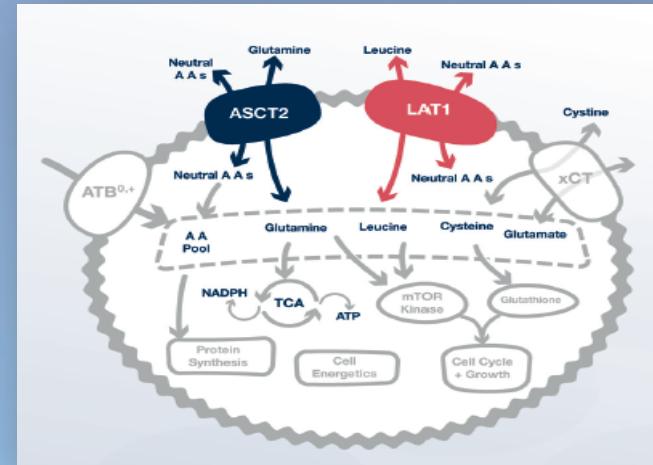 Glutamine
Leucine
Neutral
A A s
Neutral A A s
ASCT2
LAT1
Cystine
Neutral A A s
Neutral A A s
ATB⁰,⁺
xCT
A A
Pool
Glutamine
Leucine
Cysteine
Glutamate
NADPH
TCA
ATP
mTOR
Kinase
Glutathione
Protein
Synthesis
Cell
Energetics
Cell Cycle
+ Growth